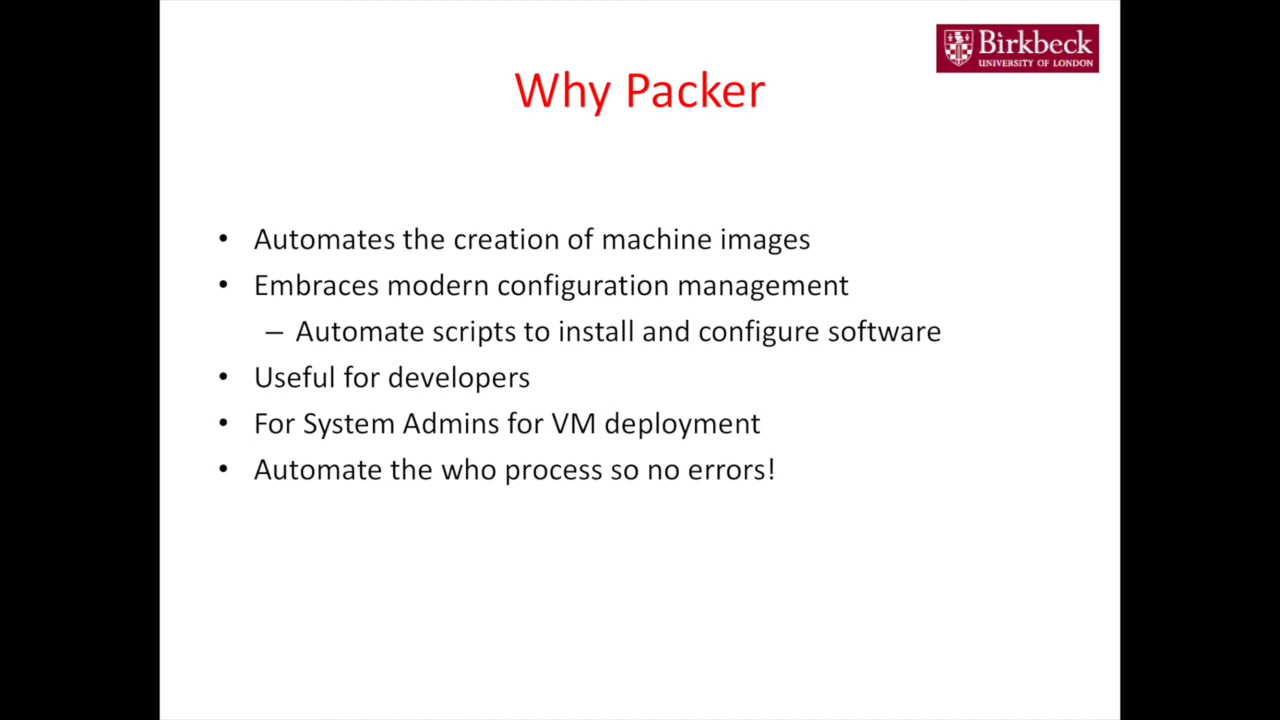 Birkbeck
UNIVERSITY OF LONDON
Why Packer
• Automates the creation of machine images
• Embraces modern configuration management
– Automate scripts to install and configure software
• Useful for developers
• For System Admins for VM deployment
• Automate the who process so no errors!